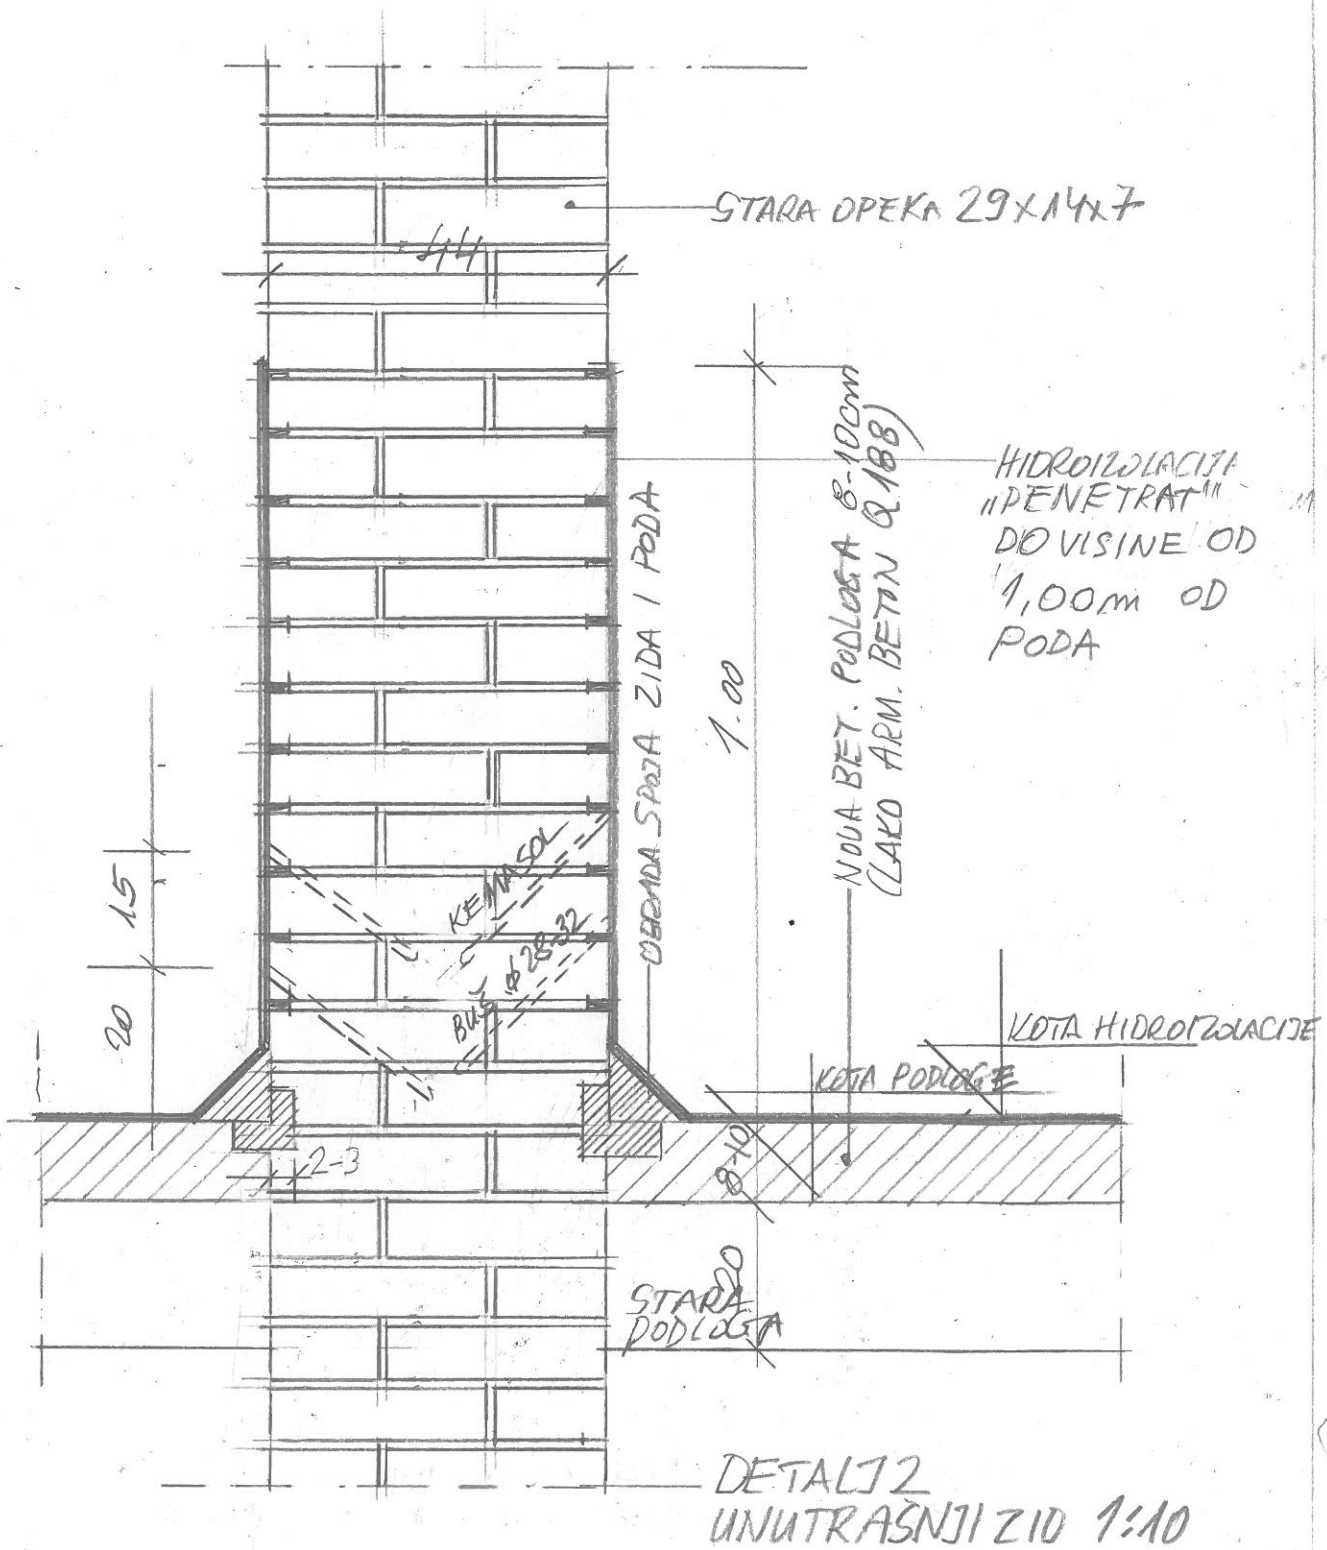 STARA OPEKA 29X14X7
44
HIDROIZOLACIJA
„PENETRAT"
DO VISINE OD
1,00m OD
PODA
NOVA BET. PODLOGA 8-10cm
(LAKO ARM. BETON Q188)
1.00
OBRADA SPOJA ZIDA I PODA
KEMASOL
BUŠ. ϕ 28-32
15
20
KOTA HIDROIZOLACIJE
KOTA PODLOGE
2-3
8-10
20
STARA
PODLOGA
DETALJ 2
UNUTRAŠNJI ZID 1:10